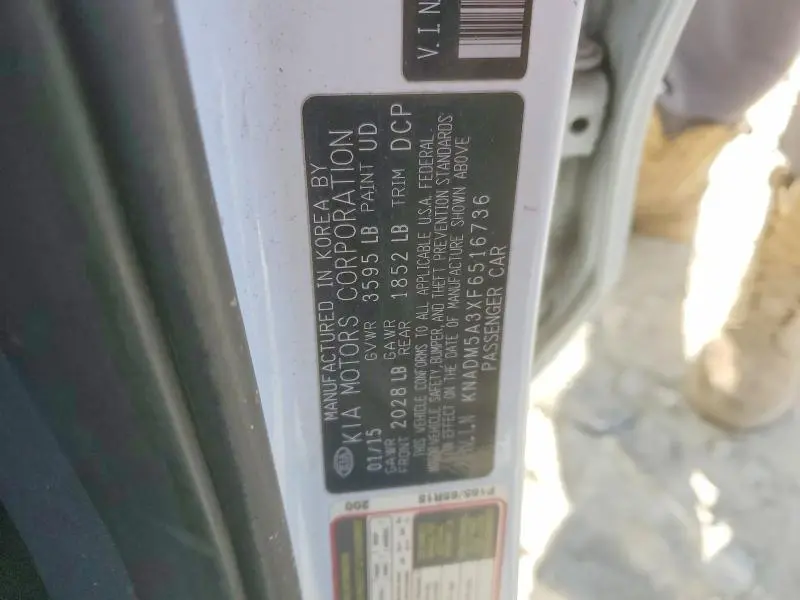 V.I.N
MANUFACTURED IN KOREA BY
KIA KIA MOTORS CORPORATION
01/15 GVWR 3595 LB PAINT UD
GAWR FRONT 2028 LB GAWR REAR 1852 LB TRIM DCP
THIS VEHICLE CONFORMS TO ALL APPLICABLE U.S.A. FEDERAL
MOTOR VEHICLE SAFETY, BUMPER, AND THEFT PREVENTION STANDARDS
IN EFFECT ON THE DATE OF MANUFACTURE SHOWN ABOVE
V.I.N KNADM5A3XF6516736
PASSENGER CAR
P185/65R15
200